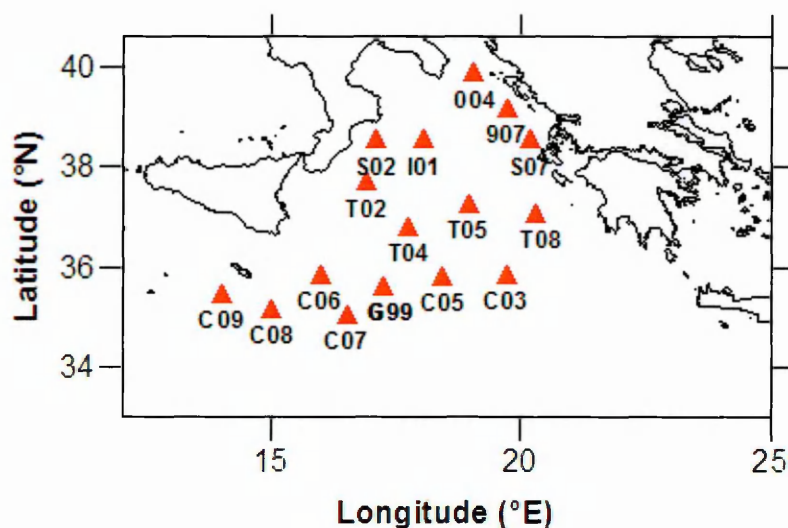 40
38
36
34
Latitude (°N)
004
907
S02
I01
S07
T02
T05
T08
T04
C06
G99
C05
C03
C09
C08
C07
15
20
25
Longitude (°E)